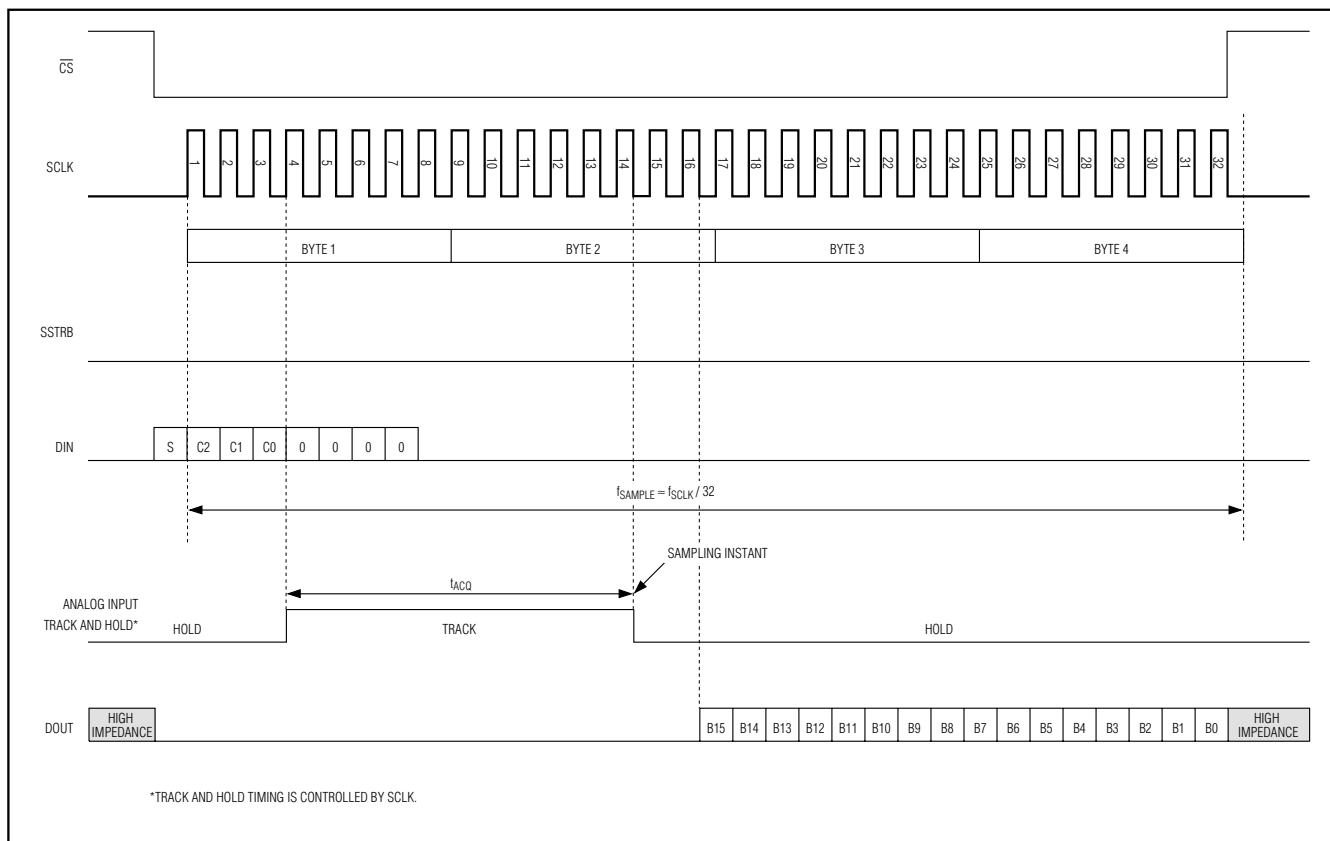 CS
SCLK
1 2 3 4 5 6 7 8 9 10 11 12 13 14 15 16 17 18 19 20 21 22 23 24 25 26 27 28 29 30 31 32
BYTE 1 BYTE 2 BYTE 3 BYTE 4
SSTRB
DIN
S C2 C1 C0 0 0 0 0
fSAMPLE ≈ fSCLK / 32
SAMPLING INSTANT
tACQ
ANALOG INPUT
TRACK AND HOLD*
HOLD TRACK HOLD
DOUT
HIGH
IMPEDANCE
B15 B14 B13 B12 B11 B10 B9 B8 B7 B6 B5 B4 B3 B2 B1 B0
HIGH
IMPEDANCE
*TRACK AND HOLD TIMING IS CONTROLLED BY SCLK.